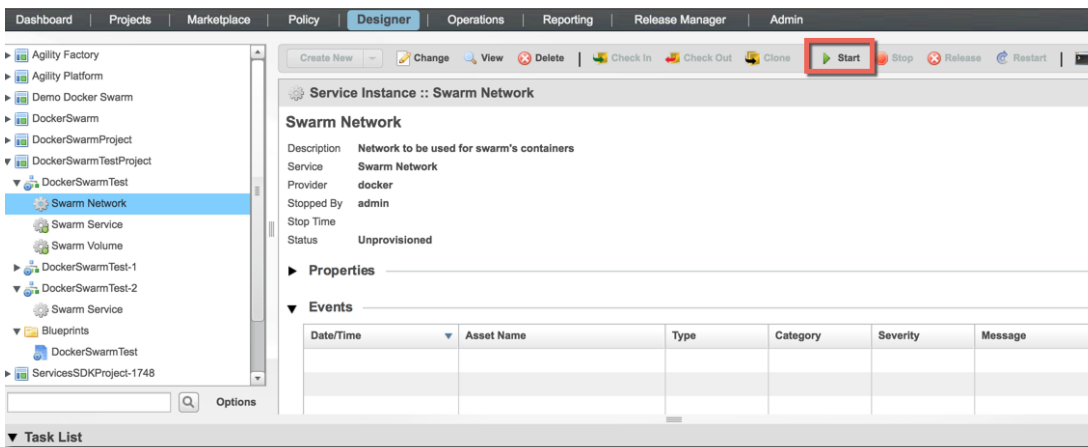 Dashboard Projects Marketplace Policy Designer Operations Reporting Release Manager Admin
Agility Factory
Agility Platform
Demo Docker Swarm
DockerSwarm
DockerSwarmProject
DockerSwarmTestProject
DockerSwarmTest
Swarm Network
Swarm Service
Swarm Volume
DockerSwarmTest-1
DockerSwarmTest-2
Swarm Service
Blueprints
DockerSwarmTest
ServicesSDKProject-1748
Options
Create New Change View Delete Check In Check Out Clone Start Stop Release Restart
Service Instance :: Swarm Network
Swarm Network
Description Network to be used for swarm's containers
Service Swarm Network
Provider docker
Stopped By admin
Stop Time
Status Unprovisioned
Properties
Events
Date/Time Asset Name Type Category Severity Message
Task List